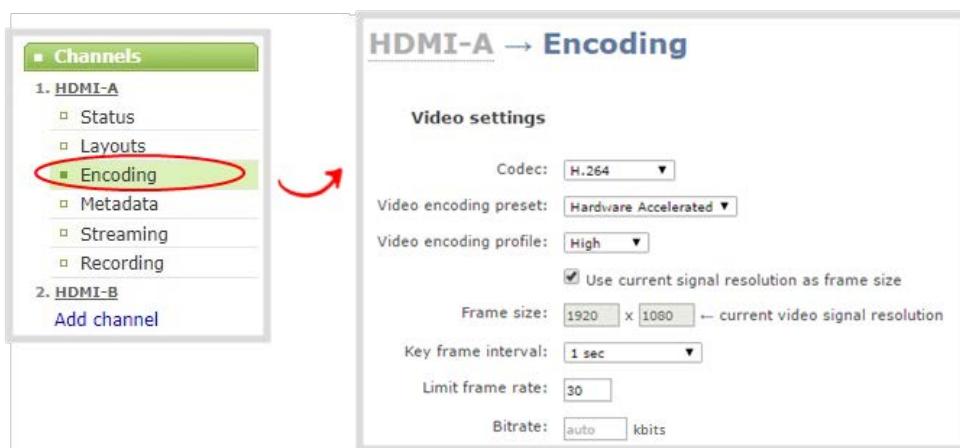 Channels
1. HDMI-A
Status
Layouts
Encoding
Metadata
Streaming
Recording
2. HDMI-B
Add channel
HDMI-A → Encoding
Video settings
Codec: H.264
Video encoding preset: Hardware Accelerated
Video encoding profile: High
Use current signal resolution as frame size
Frame size: 1920 x 1080 ← current video signal resolution
Key frame interval: 1 sec
Limit frame rate: 30
Bitrate: auto kbits